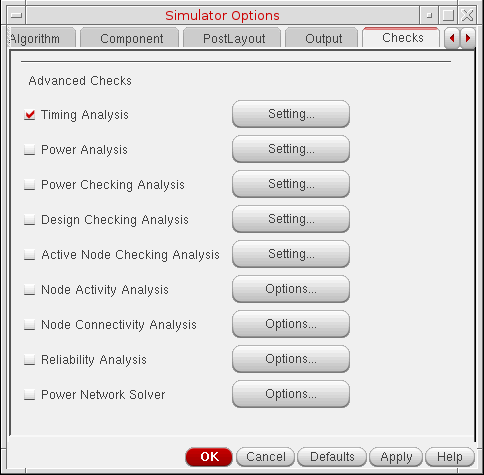 Simulator Options
Algorithm Component PostLayout Output Checks
Advanced Checks
Timing Analysis Setting...
Power Analysis Setting...
Power Checking Analysis Setting...
Design Checking Analysis Setting...
Active Node Checking Analysis Setting...
Node Activity Analysis Options...
Node Connectivity Analysis Options...
Reliability Analysis Options...
Power Network Solver Options...
OK Cancel Defaults Apply Help